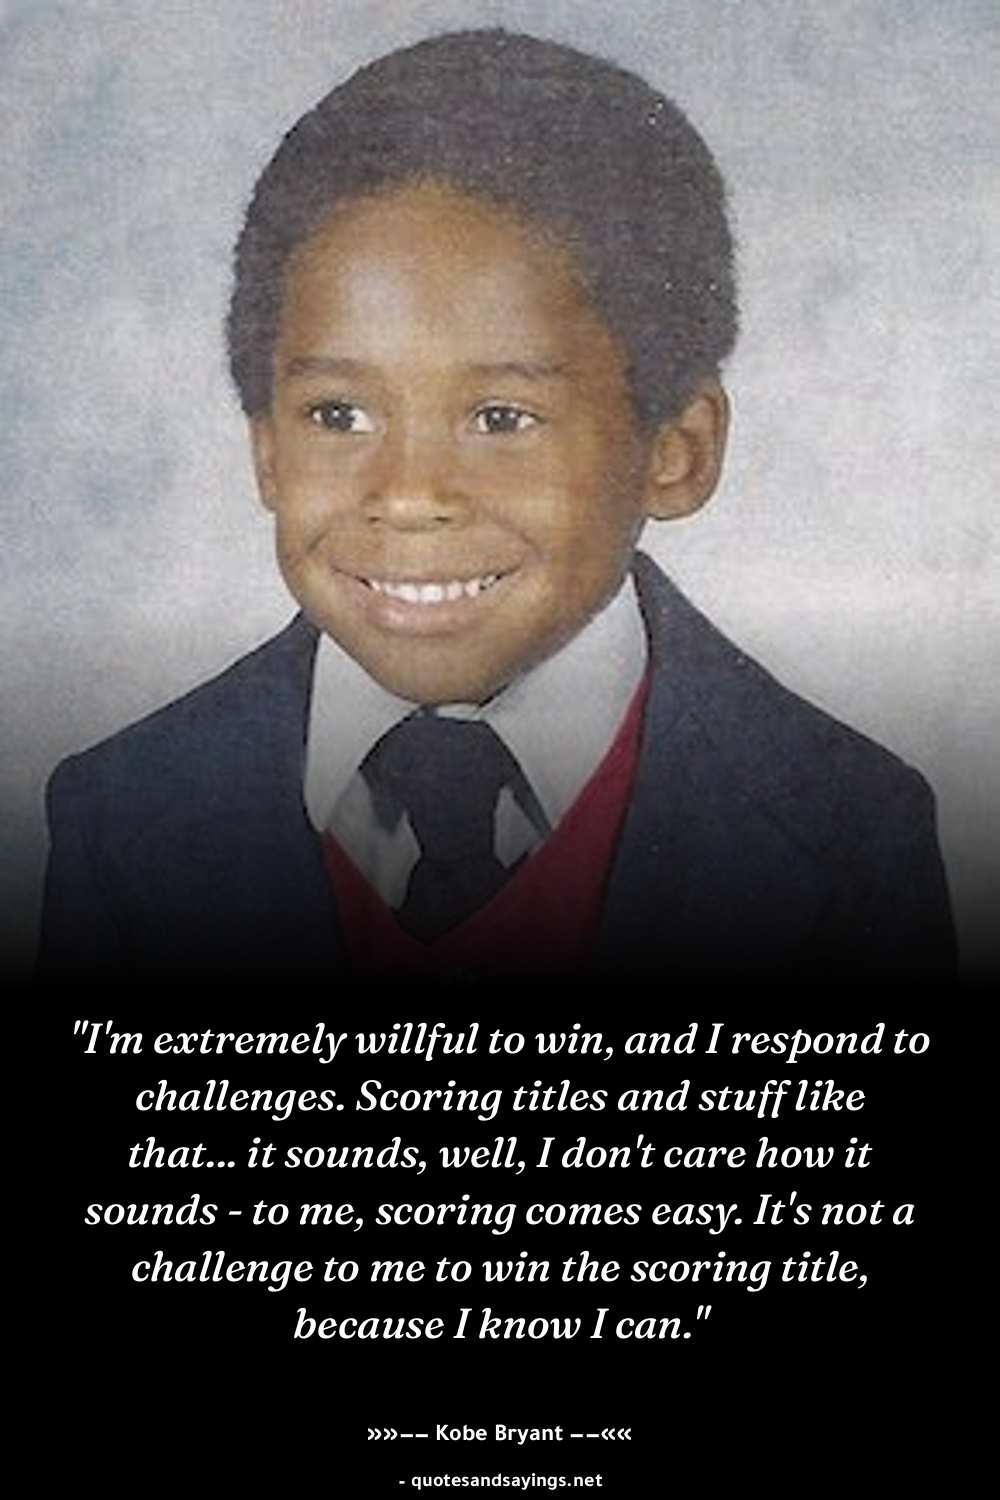 "I'm extremely willful to win, and I respond to
challenges. Scoring titles and stuff like
that... it sounds, well, I don't care how it
sounds - to me, scoring comes easy. It's not a
challenge to me to win the scoring title,
because I know I can."
»»−− Kobe Bryant −−««
- quotesandsayings.net